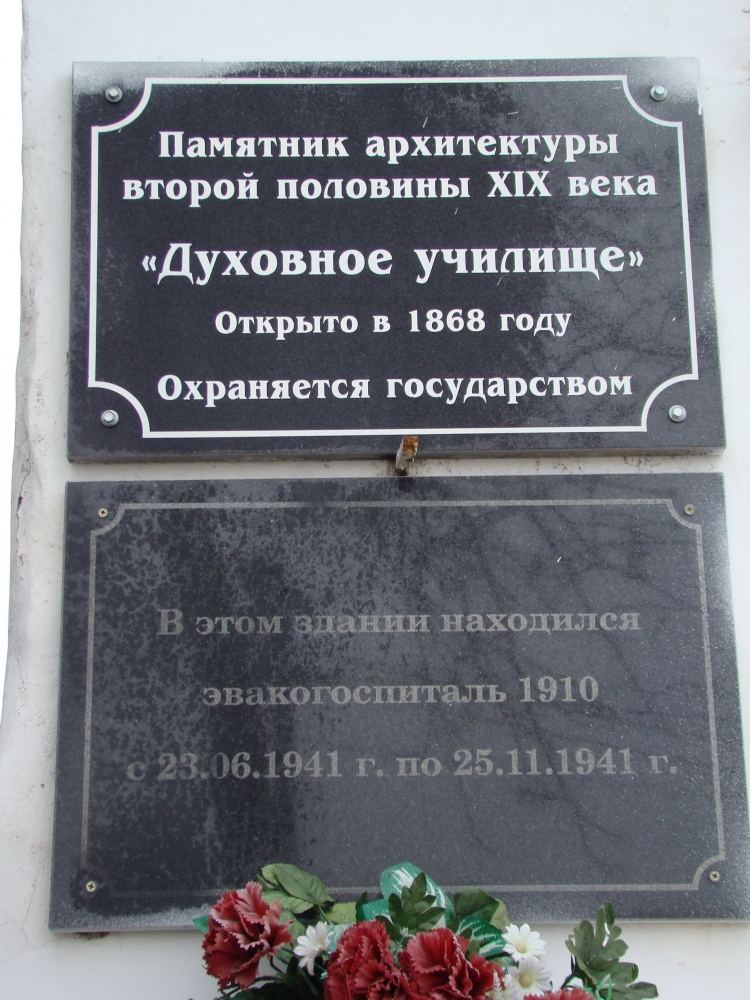 Памятник архитектуры
второй половины XIX века
«Духовное училище»
Открыто в 1868 году
Охраняется государством
В этом здании находился
эвакогоспиталь 1910
с 23.06.1941 г. по 25.11.1941 г.